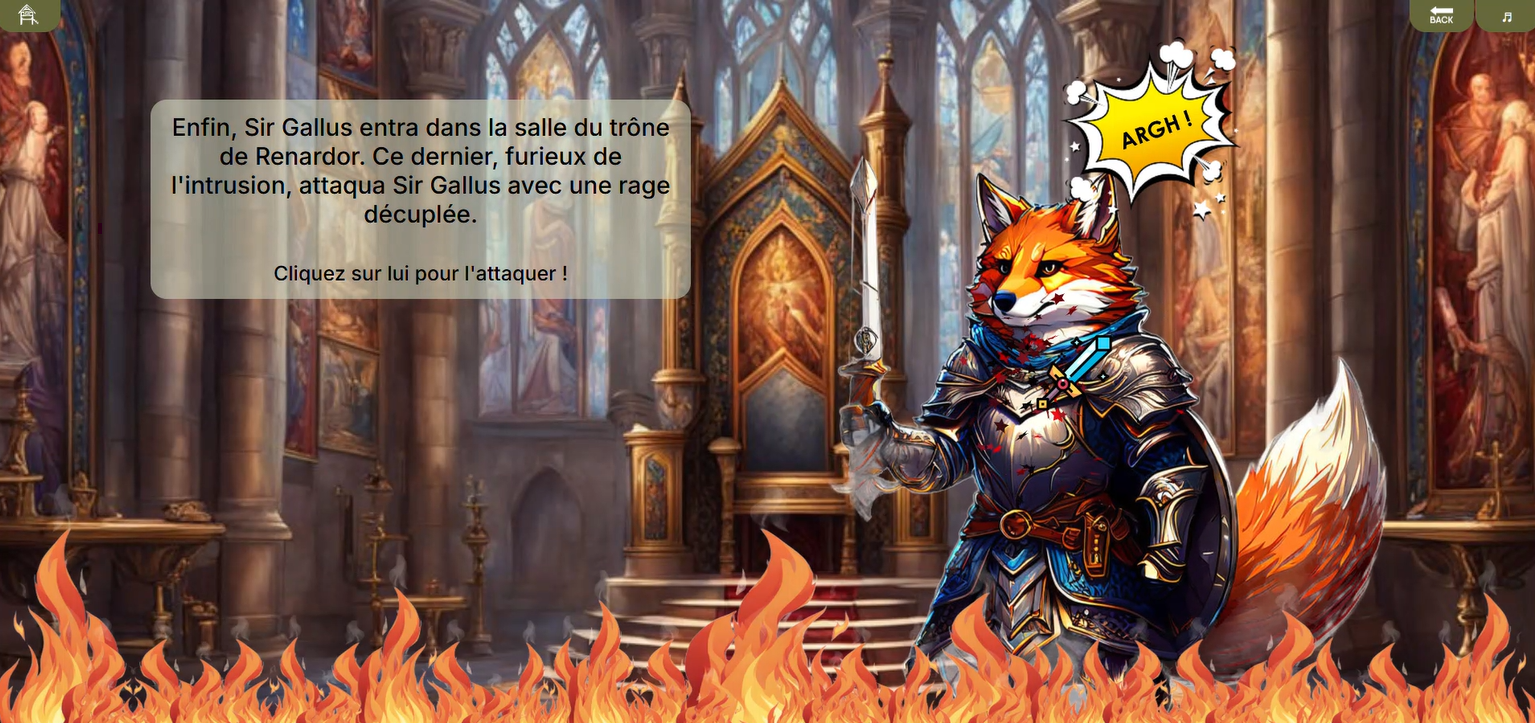 BACK
Enfin, Sir Gallus entra dans la salle du trône
de Renardor. Ce dernier, furieux de
l'intrusion, attaqua Sir Gallus avec une rage
décuplée.
Cliquez sur lui pour l'attaquer !
ARGH !